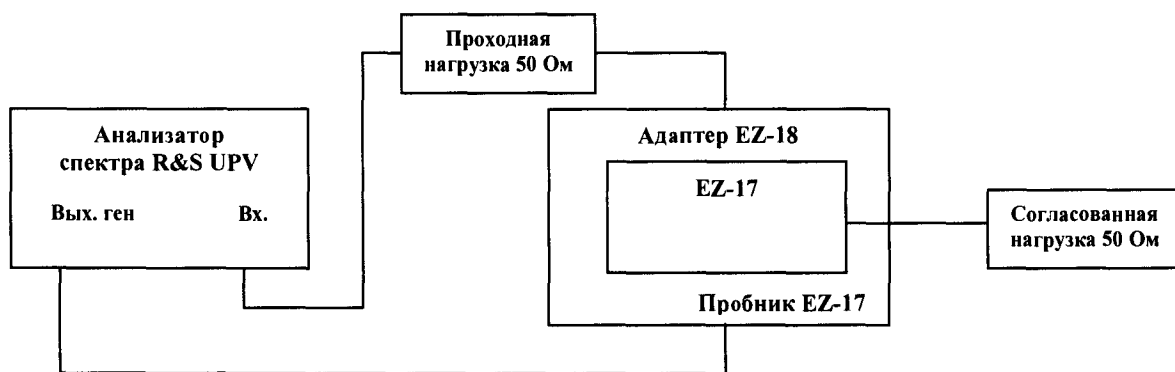 Проходная
нагрузка 50 Ом
Анализатор
спектра R&S UPV
Вых. ген
Вх.
Адаптер EZ-18
EZ-17
Пробник EZ-17
Согласованная
нагрузка 50 Ом